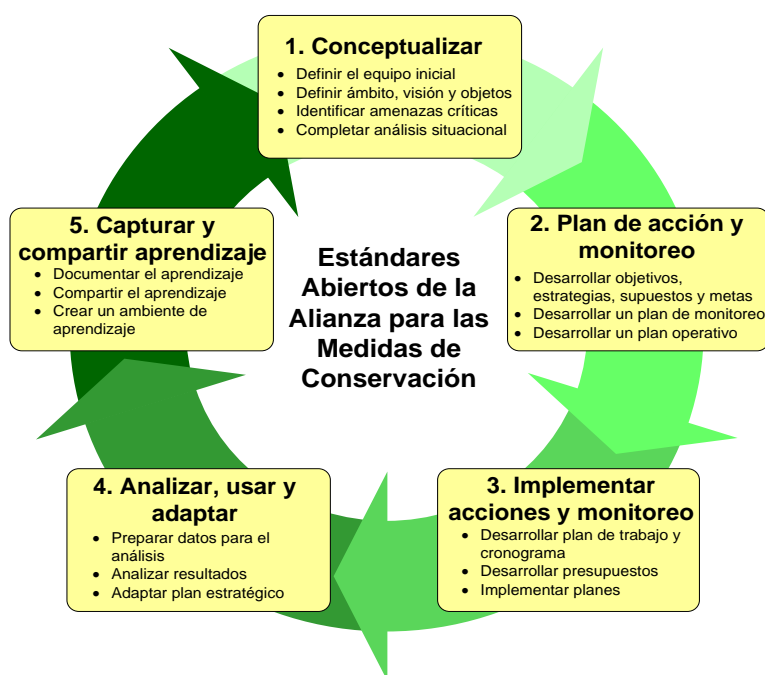 1. Conceptualizar
• Definir el equipo inicial
• Definir ámbito, visión y objetos
• Identificar amenazas críticas
• Completar análisis situacional
2. Plan de acción y
monitoreo
• Desarrollar objetivos,
estrategias, supuestos y metas
• Desarrollar un plan de monitoreo
• Desarrollar un plan operativo
3. Implementar
acciones y monitoreo
• Desarrollar plan de trabajo y
cronograma
• Desarrollar presupuestos
• Implementar planes
4. Analizar, usar y
adaptar
• Preparar datos para el
análisis
• Analizar resultados
• Adaptar plan estratégico
5. Capturar y
compartir aprendizaje
• Documentar el aprendizaje
• Compartir el aprendizaje
• Crear un ambiente de
aprendizaje
Estándares
Abiertos de la
Alianza para las
Medidas de
Conservación